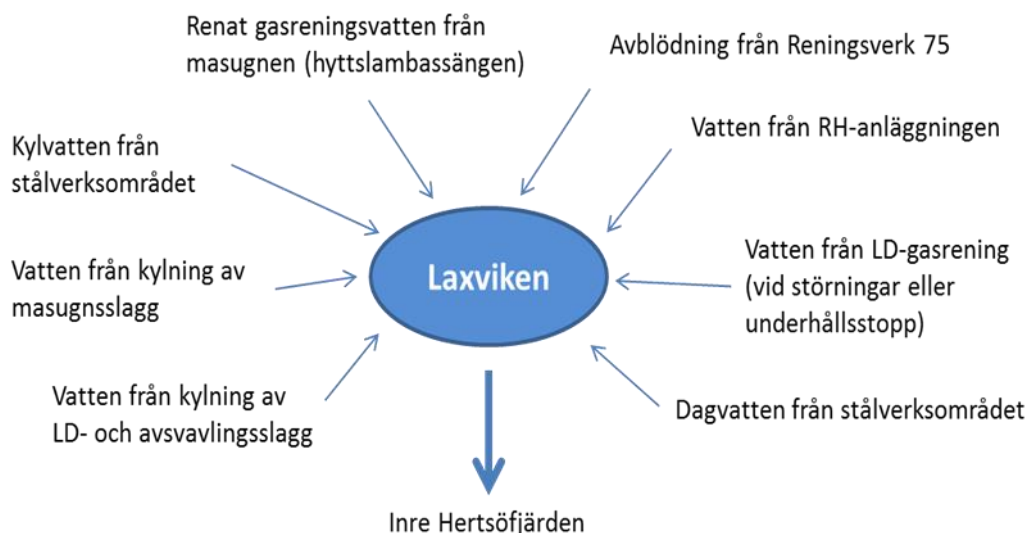 Renat gasreningsvatten från
masugnen (hyttslambassängen)
Avblödning från Reningsverk 75
Vatten från RH-anläggningen
Kylvatten från
stålverksområdet
Vatten från kylning av
masugnsslagg
Laxviken
Vatten från LD-gasrening
(vid störningar eller
underhållsstopp)
Vatten från kylning av
LD- och avsvavlingsslagg
Dagvatten från stålverksområdet
Inre Hertsöfjärden